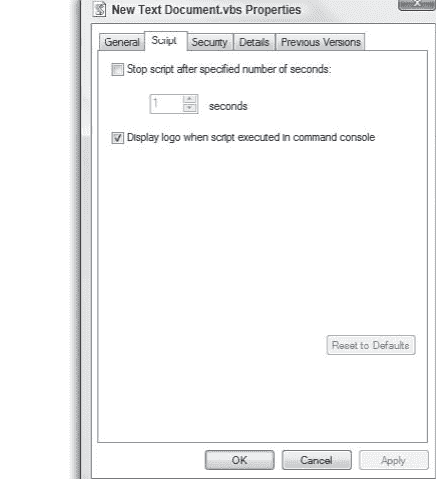 New Text Document.vbs Properties
General Script Security Details Previous Versions
Stop script after specified number of seconds:
1 seconds
Display logo when script executed in command console
Reset to Defaults
OK Cancel Apply